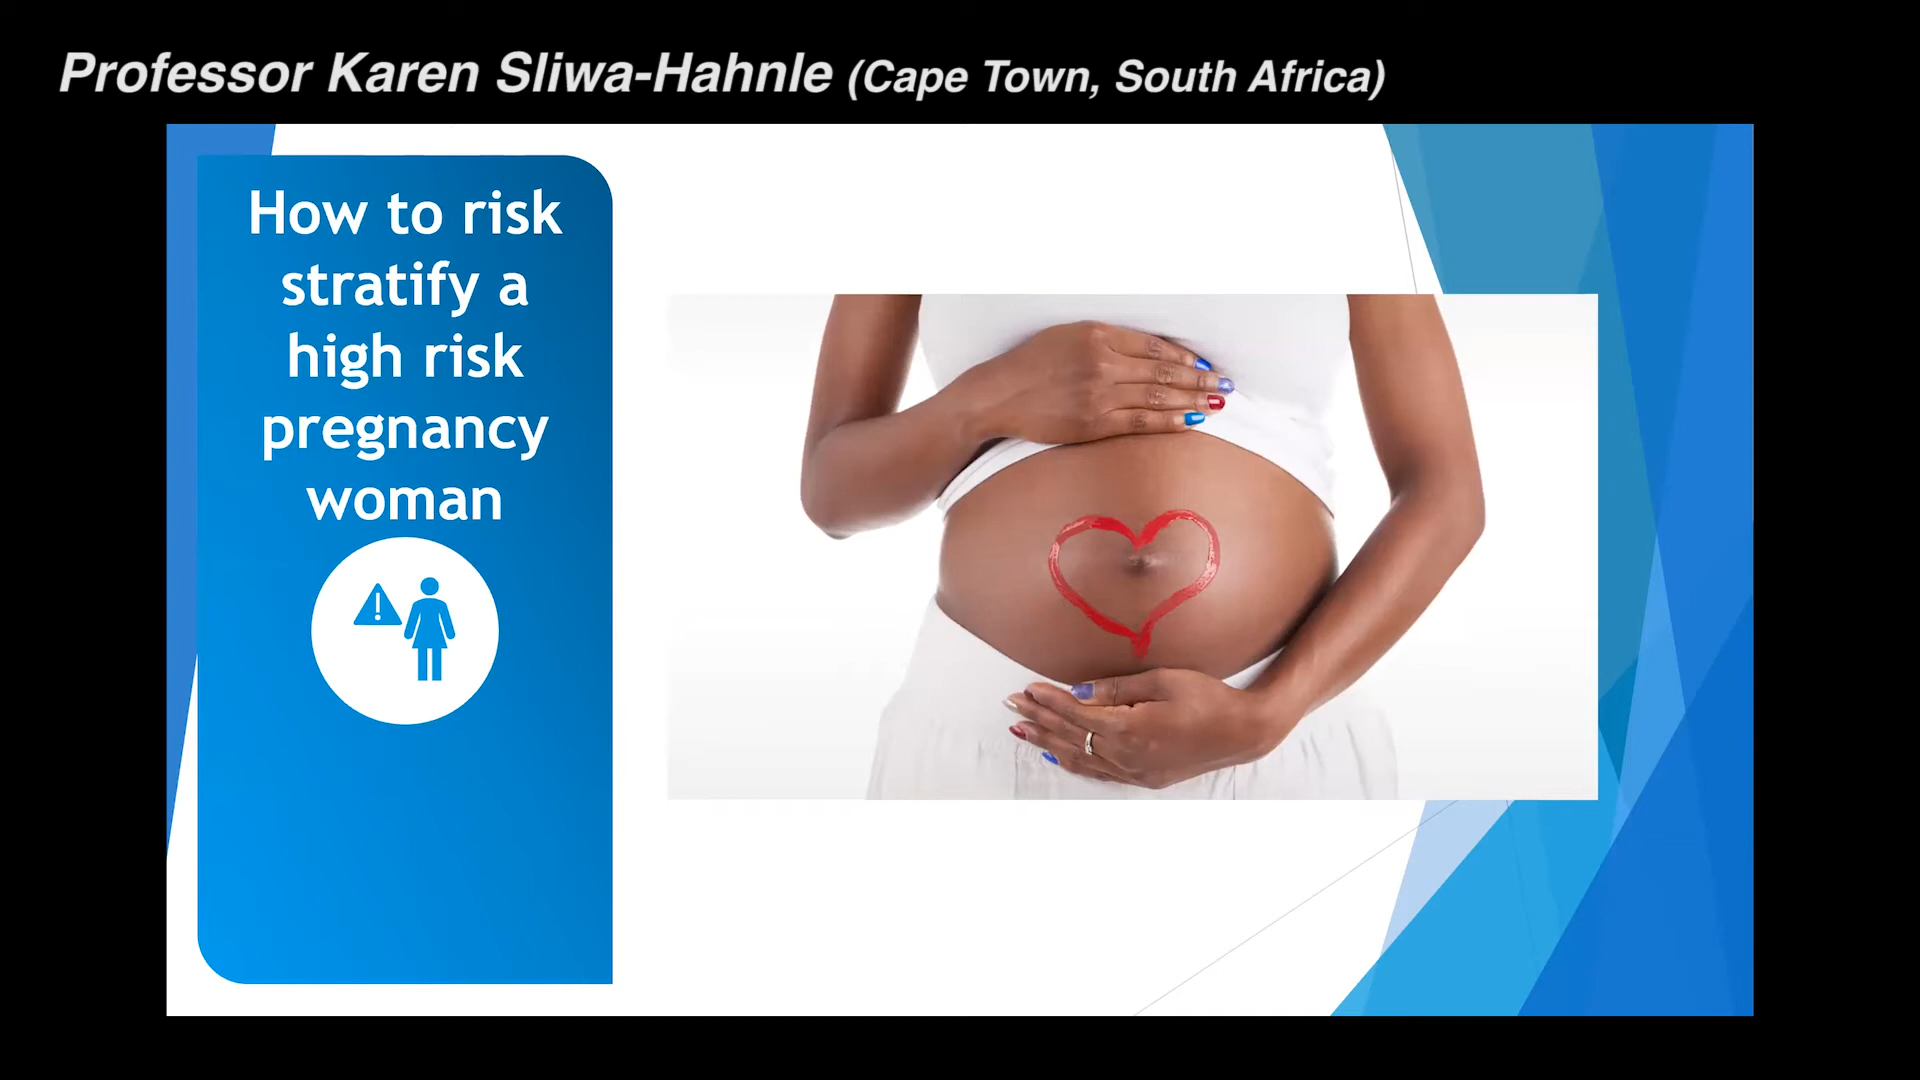 Professor Karen Sliwa-Hahnle (Cape Town, South Africa)
How to risk
stratify a
high risk
pregnancy
woman